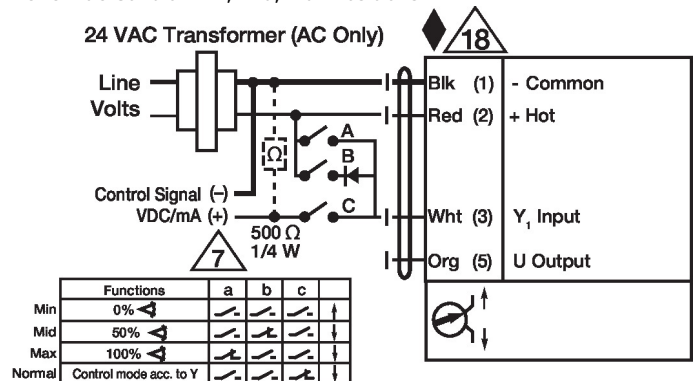 24 VAC Transformer (AC Only)
18
Line
Volts
Blk (1) - Common
Red (2) + Hot
A
Ω
B
Control Signal (–)
VDC/mA (+)
C
Wht (3) Y1 Input
500 Ω
1/4 W
7
Org (5) U Output
Functions a b c
Min 0%
Mid 50%
Max 100%
Normal Control mode acc. to Y